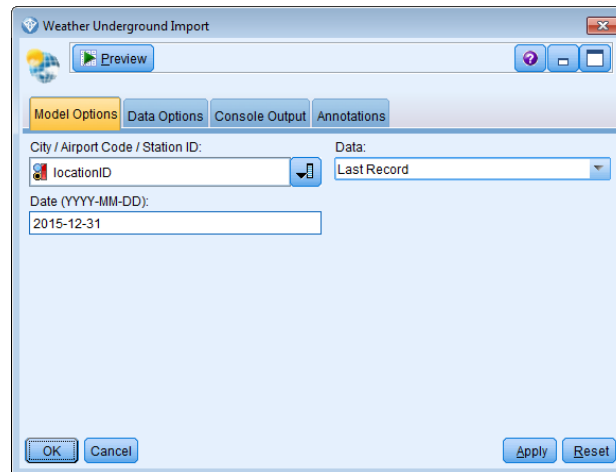 Weather Underground Import
Preview
Model Options Data Options Console Output Annotations
City / Airport Code / Station ID: Data:
locationID Last Record
Date (YYYY-MM-DD):
2015-12-31
OK Cancel Apply Reset